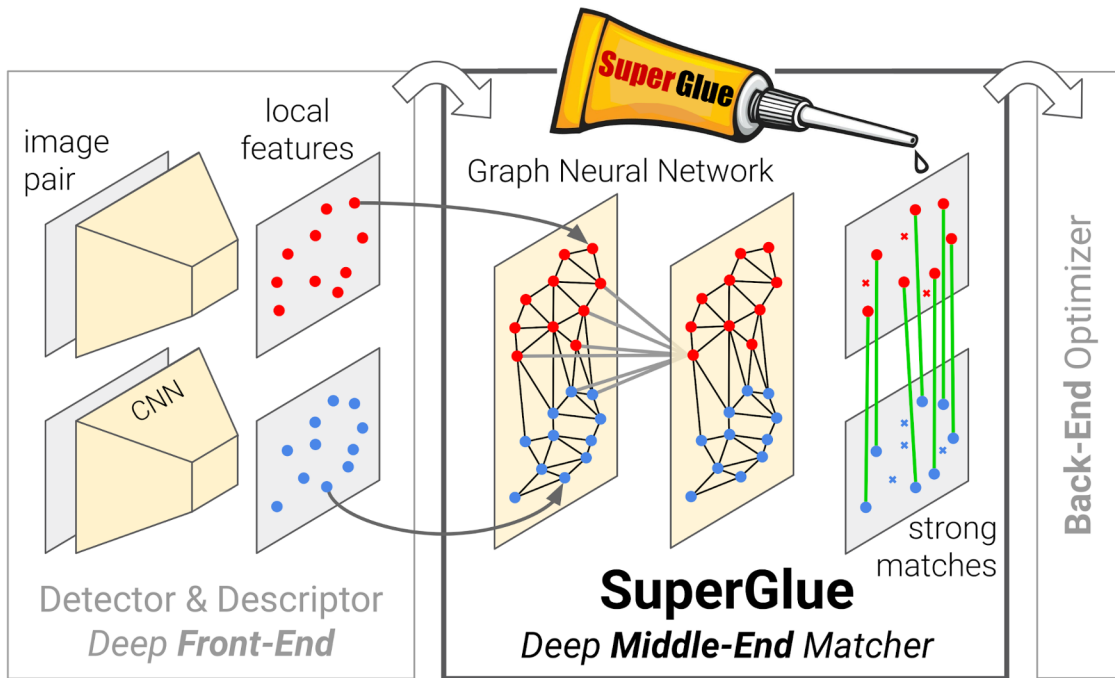 image
pair
local
features
CNN
Detector & Descriptor
Deep Front-End
SuperGlue
Graph Neural Network
strong
matches
SuperGlue
Deep Middle-End Matcher
Back-End Optimizer